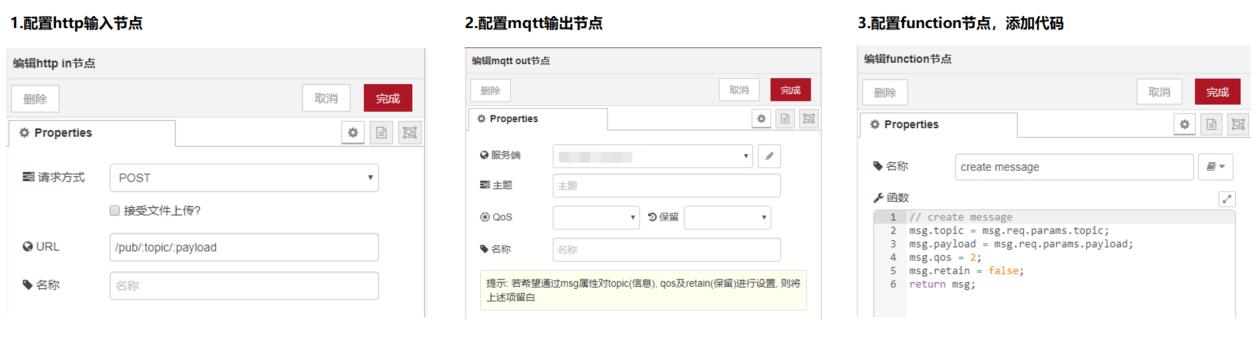 1.配置http输入节点
编辑http in节点
删除
取消
完成
Properties
请求方式
POST
接受文件上传?
URL
/pub/:topic/:payload
名称
名称
2.配置mqtt输出节点
编辑mqtt out节点
删除
取消
完成
Properties
服务端
主题
主题
QoS
保留
名称
名称
提示: 若希望通过msg属性对topic(信息), qos及retain(保留)进行设置, 则将
上述项留白
3.配置function节点，添加代码
编辑function节点
删除
取消
完成
Properties
名称
create message
函数
1 // create message
2 msg.topic = msg.req.params.topic;
3 msg.payload = msg.req.params.payload;
4 msg.qos = 2;
5 msg.retain = false;
6 return msg;